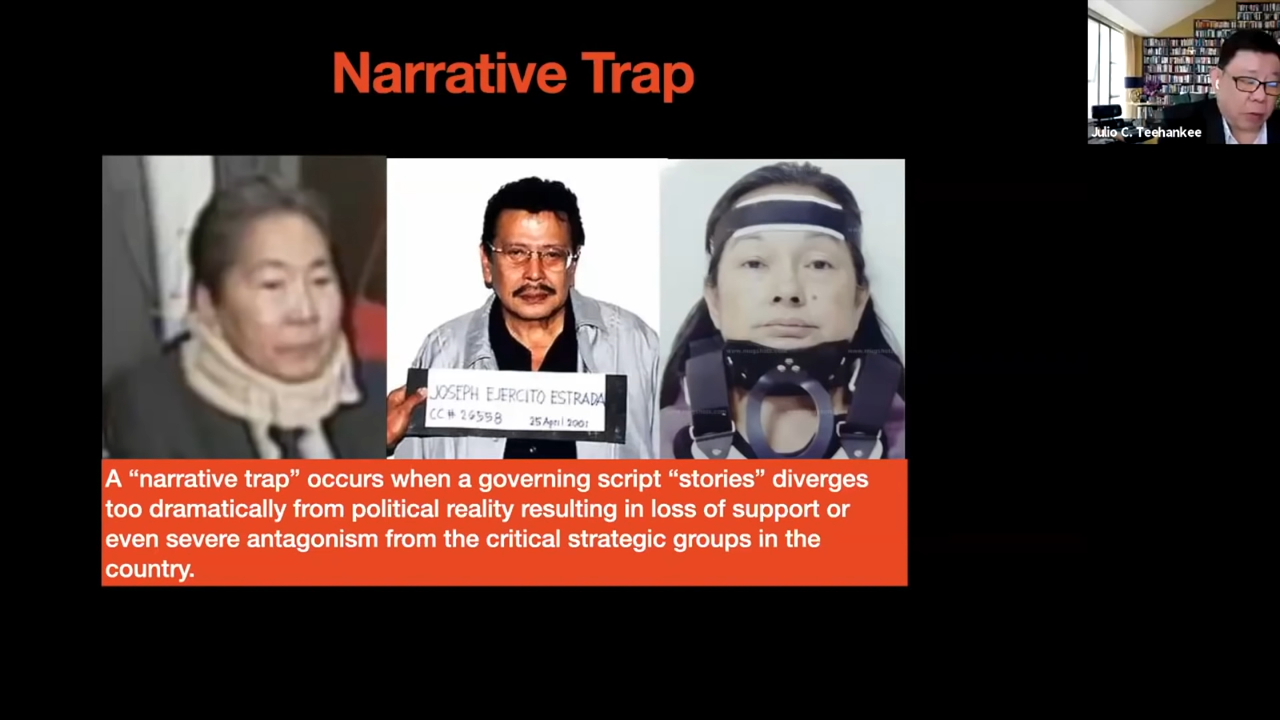 Narrative Trap
Julio C. Teehankee
JOSEPH EJERCITO ESTRADA
CC# 26558 25 April 2001
A “narrative trap” occurs when a governing script “stories” diverges
too dramatically from political reality resulting in loss of support or
even severe antagonism from the critical strategic groups in the
country.